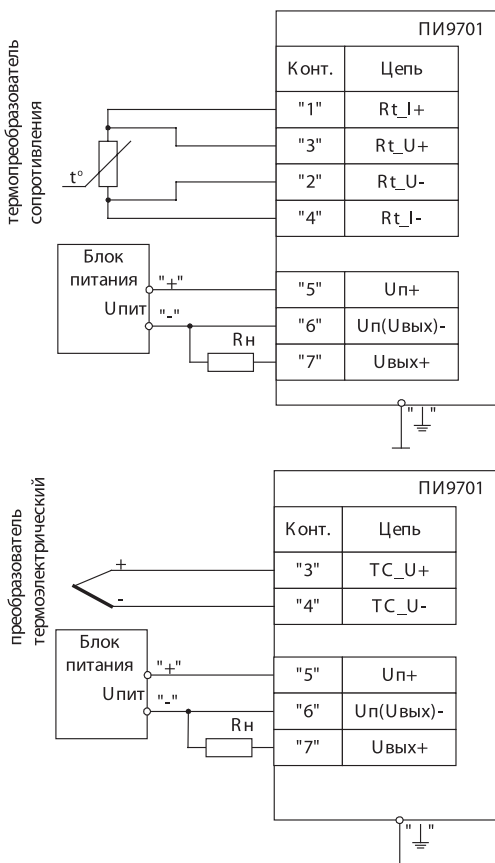 ПИ9701
термопреобразователь
сопротивления
Конт. Цепь
"1" Rt_I+
"3" Rt_U+
"2" Rt_U-
"4" Rt_I-
t°
Блок
питания
Uпит
"+"
"-"
Rн
"5" Uп+
"6" Uп(Uвых)-
"7" Uвых+
" "
ПИ9701
преобразователь
термоэлектрический
Конт. Цепь
+
-
"3" TC_U+
"4" TC_U-
Блок
питания
Uпит
"+"
"-"
Rн
"5" Uп+
"6" Uп(Uвых)-
"7" Uвых+
" "